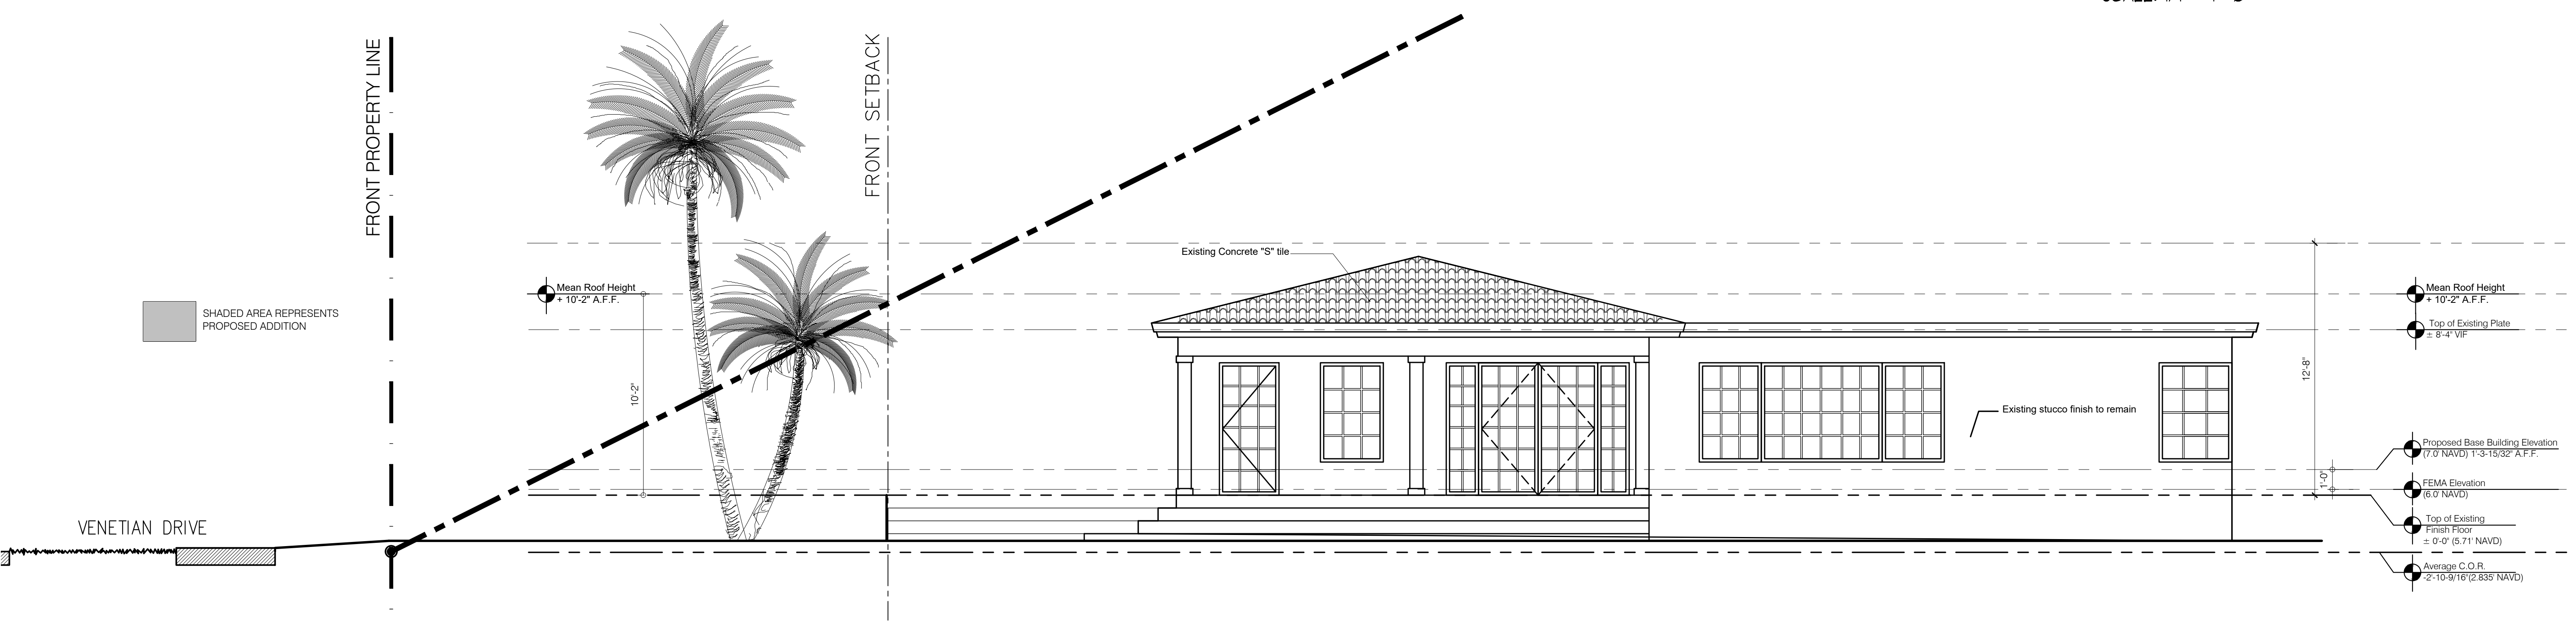 FRONT PROPERTY LINE
FRONT SETBACK
Existing Concrete "S" tile
Mean Roof Height
+ 10'-2" A.F.F.
SHADED AREA REPRESENTS
PROPOSED ADDITION
10'-2"
VENETIAN DRIVE
Existing stucco finish to remain
12'-8"
1'-0"
Mean Roof Height
+ 10'-2" A.F.F.
Top of Existing Plate
± 8'-4" VIF
Proposed Base Building Elevation
(7.0' NAVD) 1'-3-15/32" A.F.F.
FEMA Elevation
(6.0' NAVD)
Top of Existing
Finish Floor
± 0'-0" (5.71' NAVD)
Average C.O.R.
-2'-10-9/16"(2.835' NAVD)